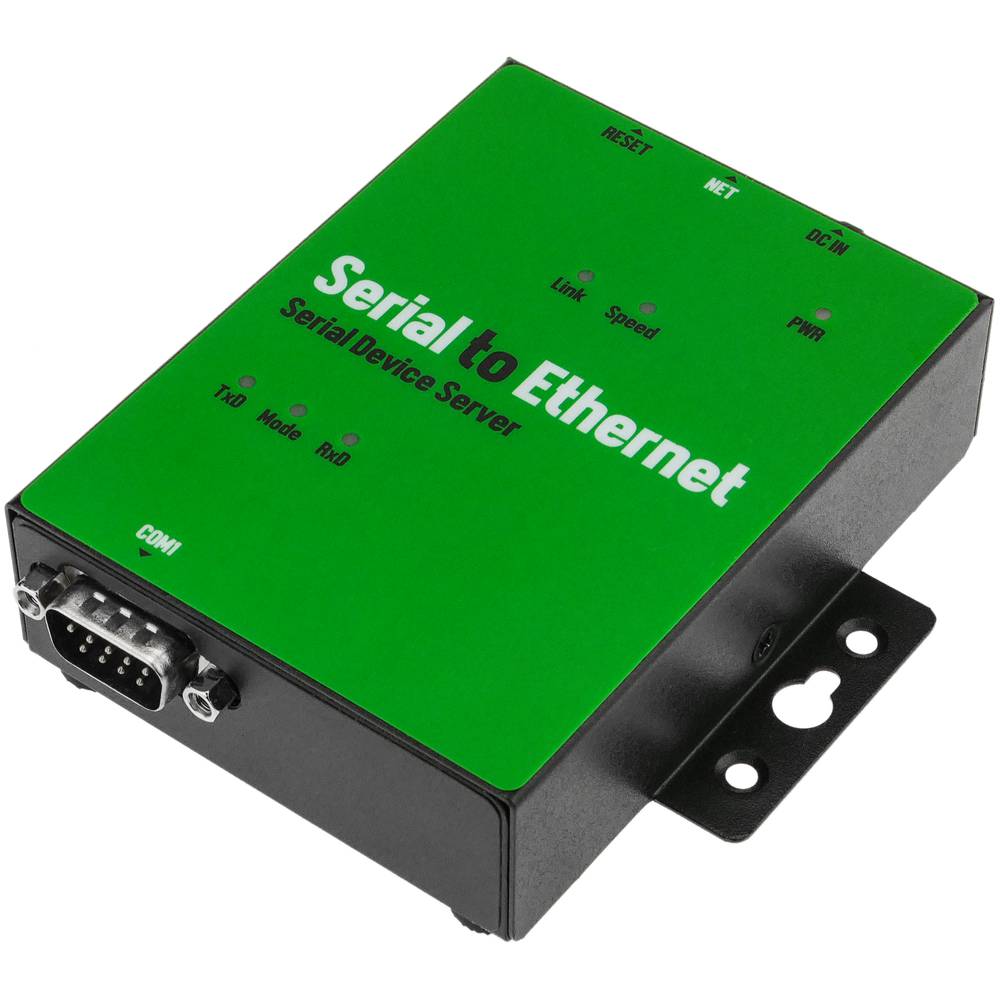 RESET
NET
DC IN
Link
Speed
PWR
Serial to Ethernet
Serial Device Server
TxD
Mode
RxD
COM1